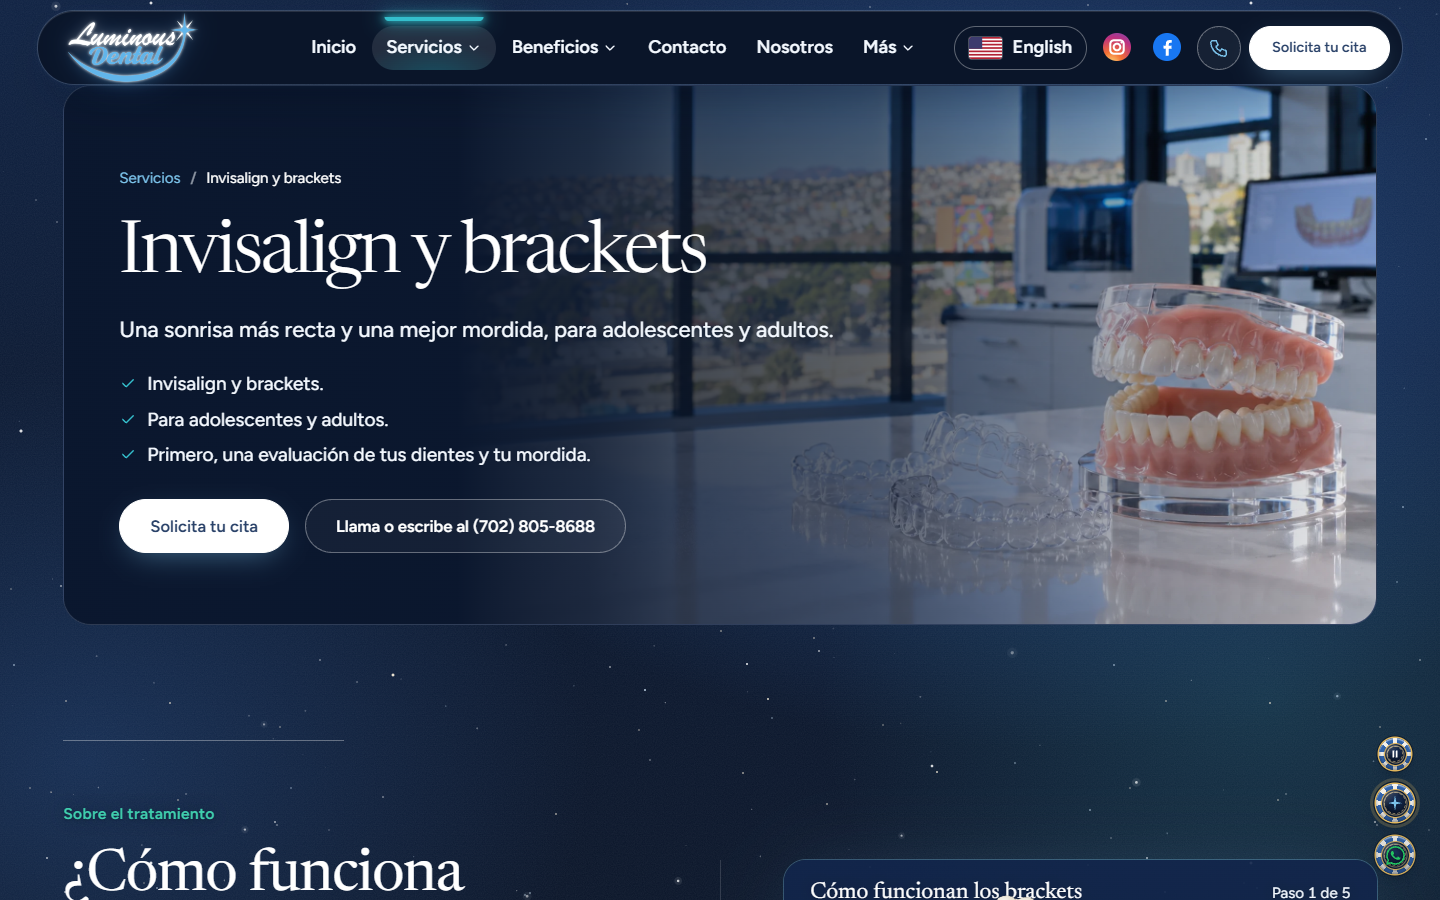 Luminous
Dental
Inicio
Servicios
Beneficios
Contacto
Nosotros
Más
English
Solicita tu cita
Servicios / Invisalign y brackets
Invisalign y brackets
Una sonrisa más recta y una mejor mordida, para adolescentes y adultos.
Invisalign y brackets.
Para adolescentes y adultos.
Primero, una evaluación de tus dientes y tu mordida.
Solicita tu cita
Llama o escribe al (702) 805-8688
Sobre el tratamiento
¿Cómo funciona
Cómo funcionan los brackets
Paso 1 de 5